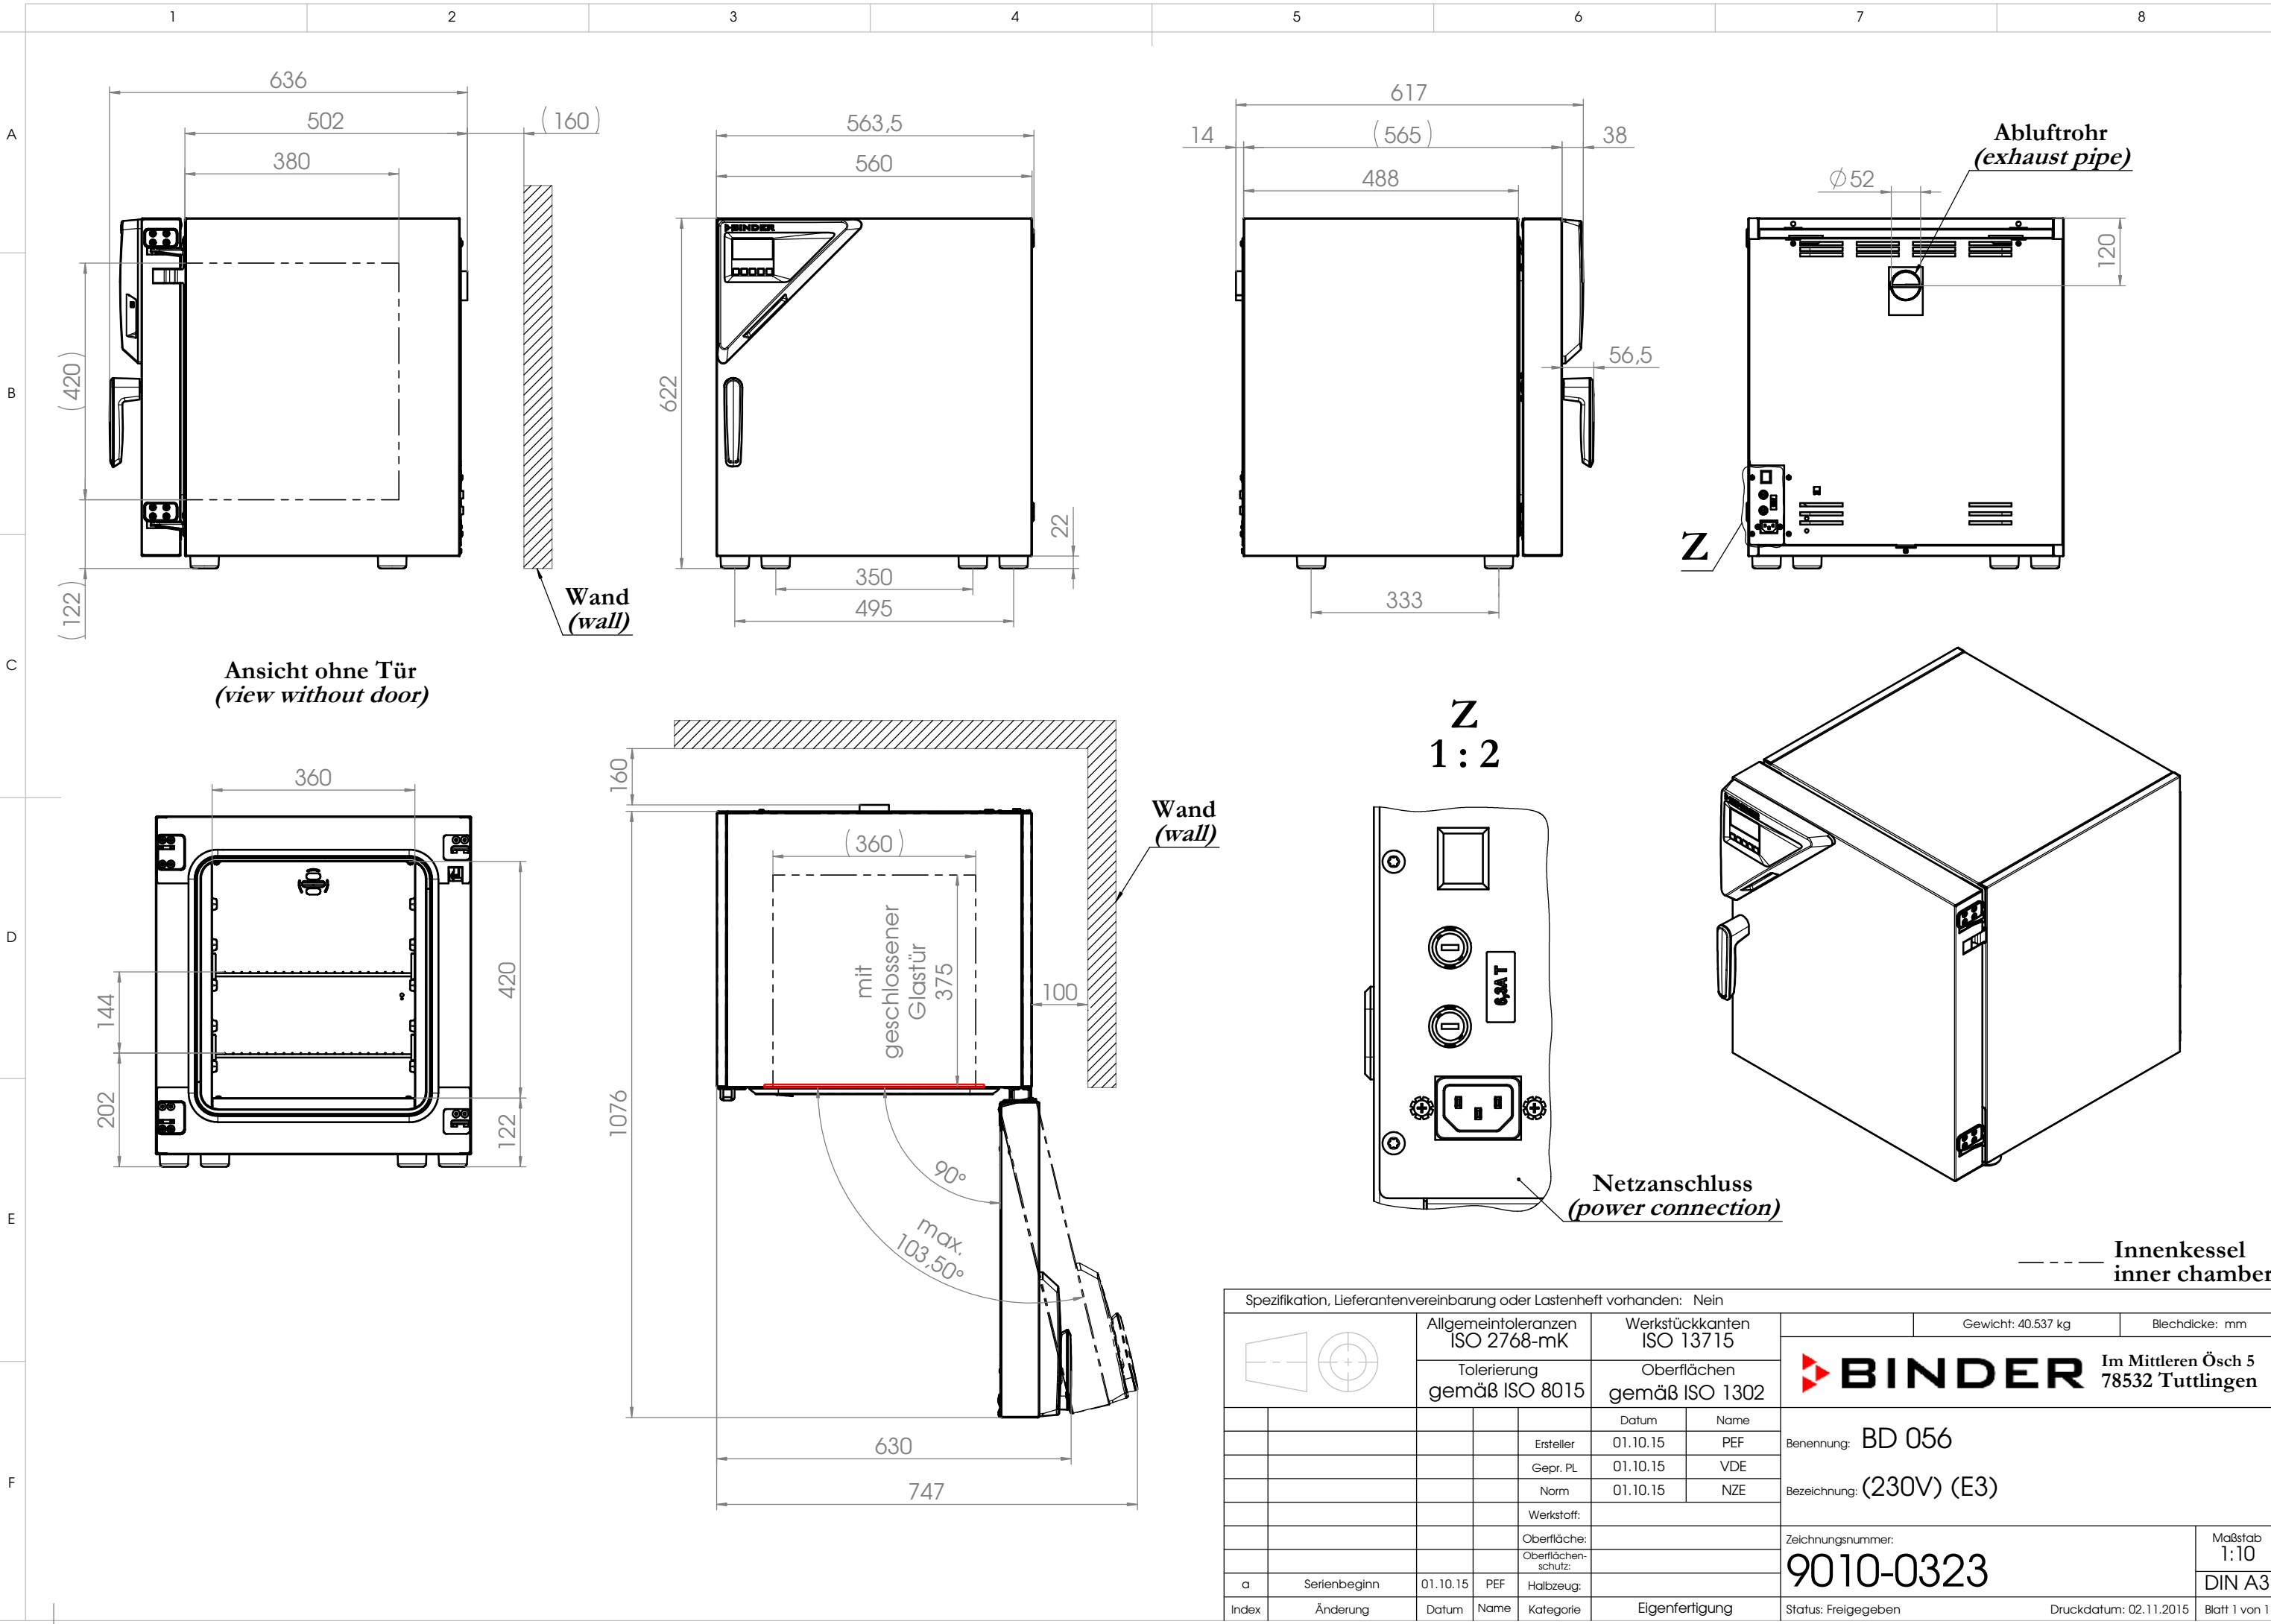 1 2 3 4 5 6 7 8
A
B
C
D
E
F
636
502
(160)
380
(420)
(122)
Wand
(wall)
563,5
560
BINDER
622
22
350
495
617
14
(565)
38
488
56,5
333
Abluftrohr
(exhaust pipe)
Ø52
120
Z
Ansicht ohne Tür
(view without door)
360
144
202
420
122
160
(360)
mit
geschlossener
Glastür
375
100
Wand
(wall)
1076
90°
max.
103,50°
630
747
Z
1 : 2
6,3A T
Netzanschluss
(power connection)
Innenkessel
inner chamber
Spezifikation, Lieferantenvereinbarung oder Lastenheft vorhanden: Nein
Allgemeintoleranzen
ISO 2768-mK
Werkstückkanten
ISO 13715
Tolerierung
gemäß ISO 8015
Oberflächen
gemäß ISO 1302
Gewicht: 40.537 kg
Blechdicke: mm
BINDER
Im Mittleren Ösch 5
78532 Tuttlingen
Datum Name
Ersteller 01.10.15 PEF
Gepr. PL 01.10.15 VDE
Norm 01.10.15 NZE
Werkstoff:
Oberfläche:
Oberflächen-
schutz:
a Serienbeginn 01.10.15 PEF Halbzeug:
Index Änderung Datum Name Kategorie Eigenfertigung
Benennung: BD 056
Bezeichnung: (230V) (E3)
Zeichnungsnummer:
9010-0323
Maßstab
1:10
DIN A3
Status: Freigegeben Druckdatum: 02.11.2015 Blatt 1 von 1